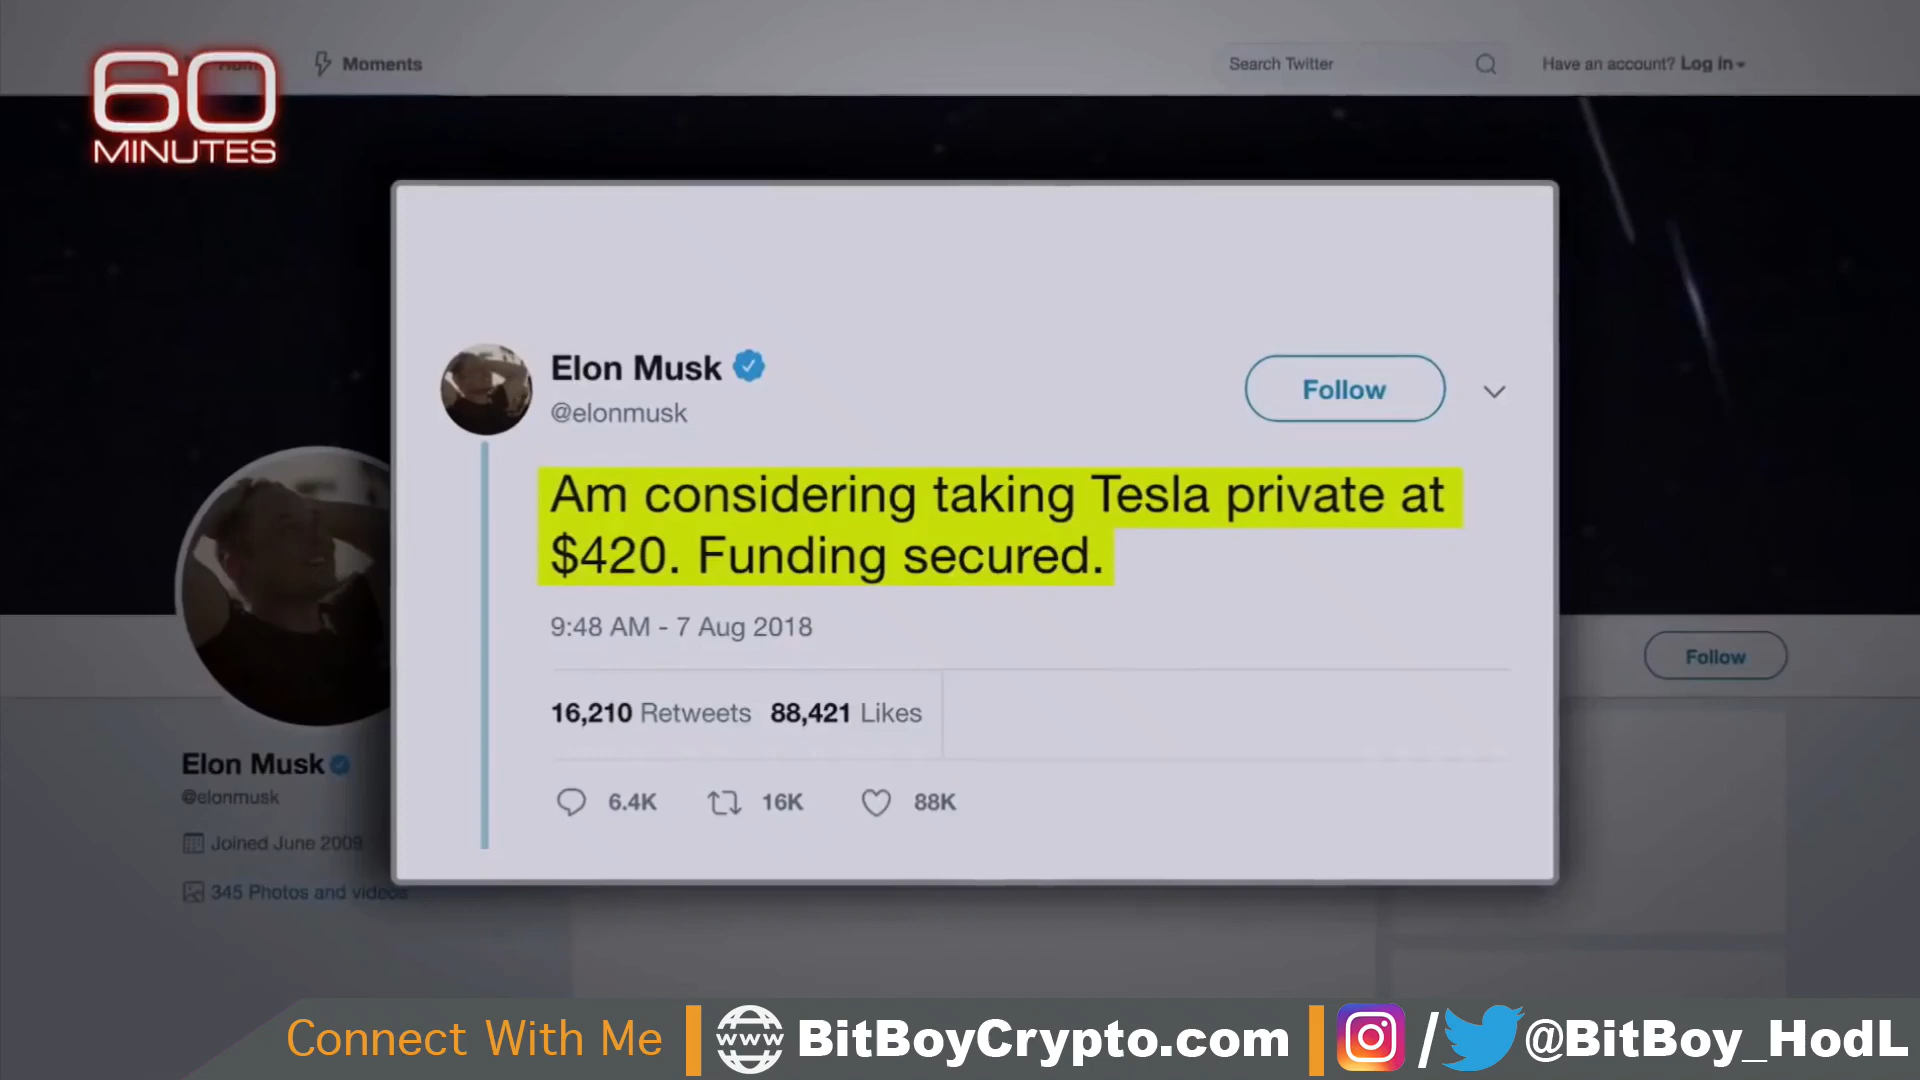 60
MINUTES
Home
Moments
Search Twitter
Have an account? Log in
Elon Musk
@elonmusk
Follow
Am considering taking Tesla private at
$420. Funding secured.
9:48 AM - 7 Aug 2018
16,210 Retweets 88,421 Likes
6.4K 16K 88K
Follow
Elon Musk
@elonmusk
Joined June 2009
345 Photos and videos
Connect With Me
www
BitBoyCrypto.com
/
@BitBoy_HodL